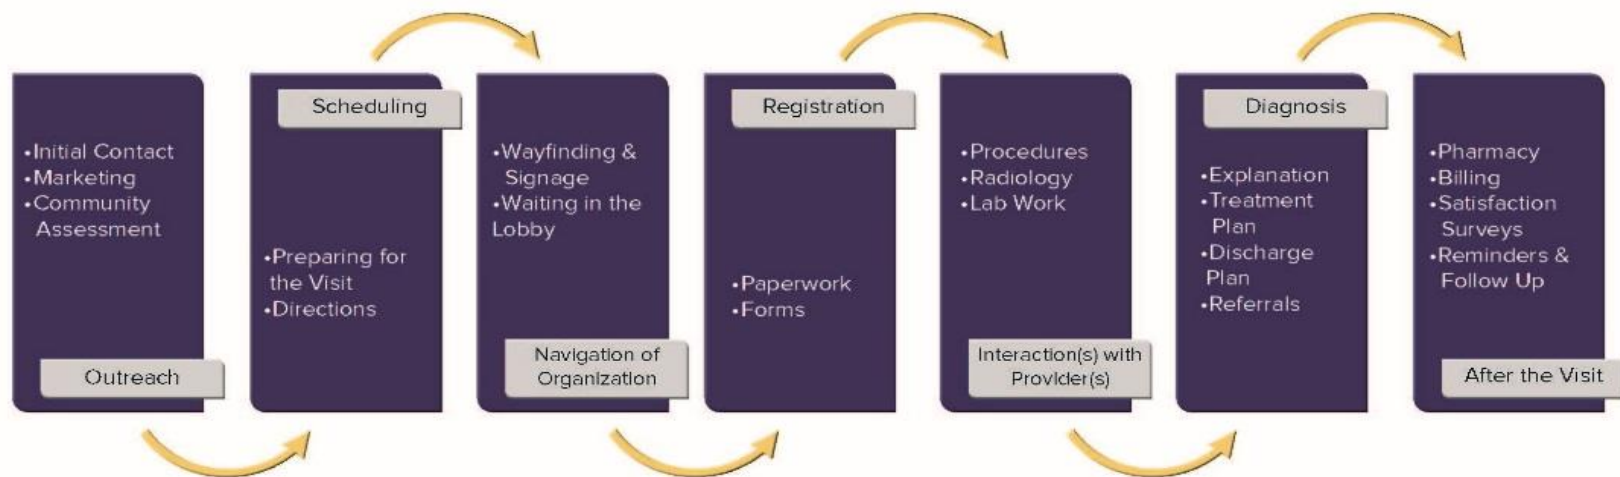 •Initial Contact
•Marketing
•Community
Assessment
Outreach
Scheduling
•Preparing for
the Visit
•Directions
•Wayfinding &
Signage
•Waiting in the
Lobby
Navigation of
Organization
Registration
•Paperwork
•Forms
•Procedures
•Radiology
•Lab Work
Interaction(s) with
Provider(s)
Diagnosis
•Explanation
•Treatment
Plan
•Discharge
Plan
•Referrals
•Pharmacy
•Billing
•Satisfaction
Surveys
•Reminders &
Follow Up
After the Visit